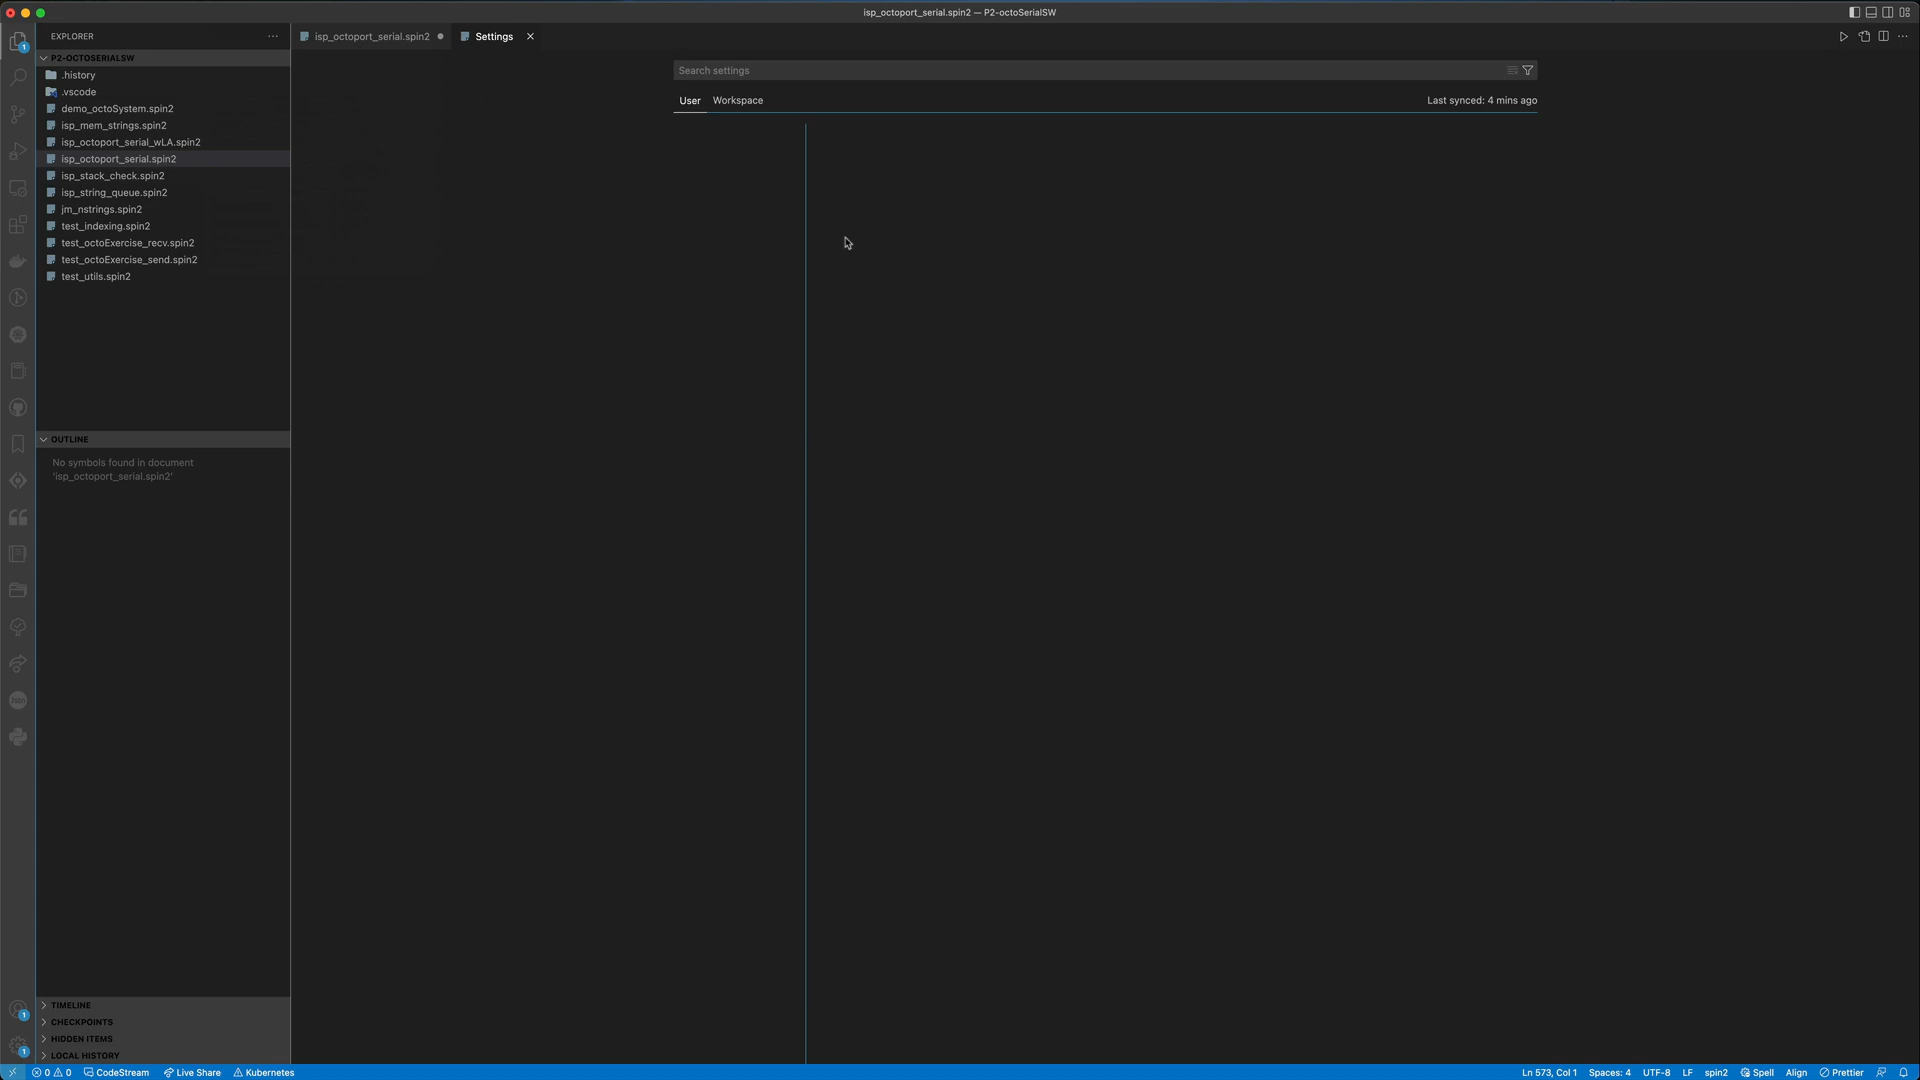 isp_octoport_serial.spin2 — P2-octoSerialSW
EXPLORER
isp_octoport_serial.spin2
Settings
P2-OCTOSERIALSW
.history
.vscode
demo_octoSystem.spin2
isp_mem_strings.spin2
isp_octoport_serial_wLA.spin2
isp_octoport_serial.spin2
isp_stack_check.spin2
isp_string_queue.spin2
jm_nstrings.spin2
test_indexing.spin2
test_octoExercise_recv.spin2
test_octoExercise_send.spin2
test_utils.spin2
Search settings
User Workspace
Last synced: 4 mins ago
OUTLINE
No symbols found in document
'isp_octoport_serial.spin2'
TIMELINE
CHECKPOINTS
HIDDEN ITEMS
LOCAL HISTORY
1
Json
1
1
0 0 CodeStream Live Share Kubernetes
Ln 573, Col 1 Spaces: 4 UTF-8 LF spin2 Spell Align Prettier